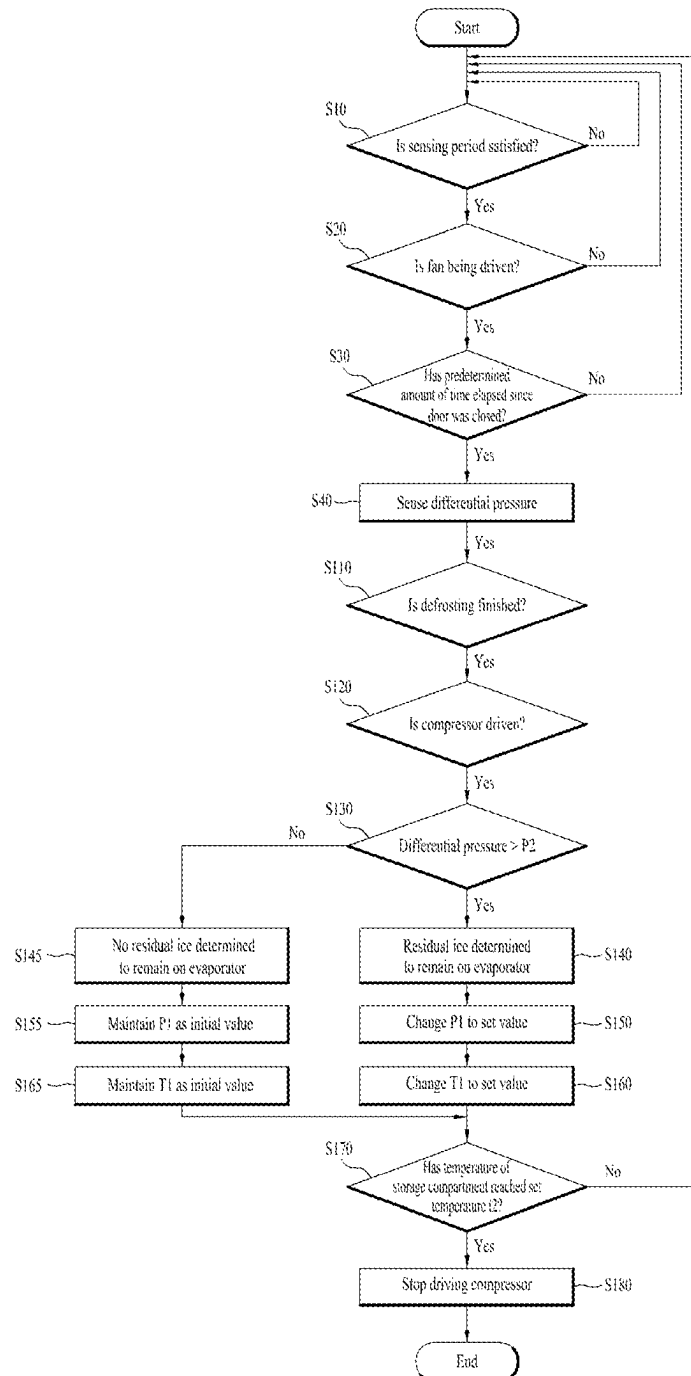 Start
S10
Is sensing period satisfied?
No
Yes
S20
Is fan being driven?
No
Yes
S30
Has predetermined
amount of time elapsed since
door was closed?
No
Yes
S40
Sense differential pressure
Yes
S110
Is defrosting finished?
Yes
S120
Is compressor driven?
Yes
S130
Differential pressure > P2
No
Yes
S145
No residual ice determined
to remain on evaporator
Residual ice determined
to remain on evaporator
S140
S155
Maintain P1 as initial value
Change P1 to set value
S150
S165
Maintain T1 as initial value
Change T1 to set value
S160
S170
Has temperature of
storage compartment reached set
temperature t2?
No
Yes
Stop driving compressor
S180
End